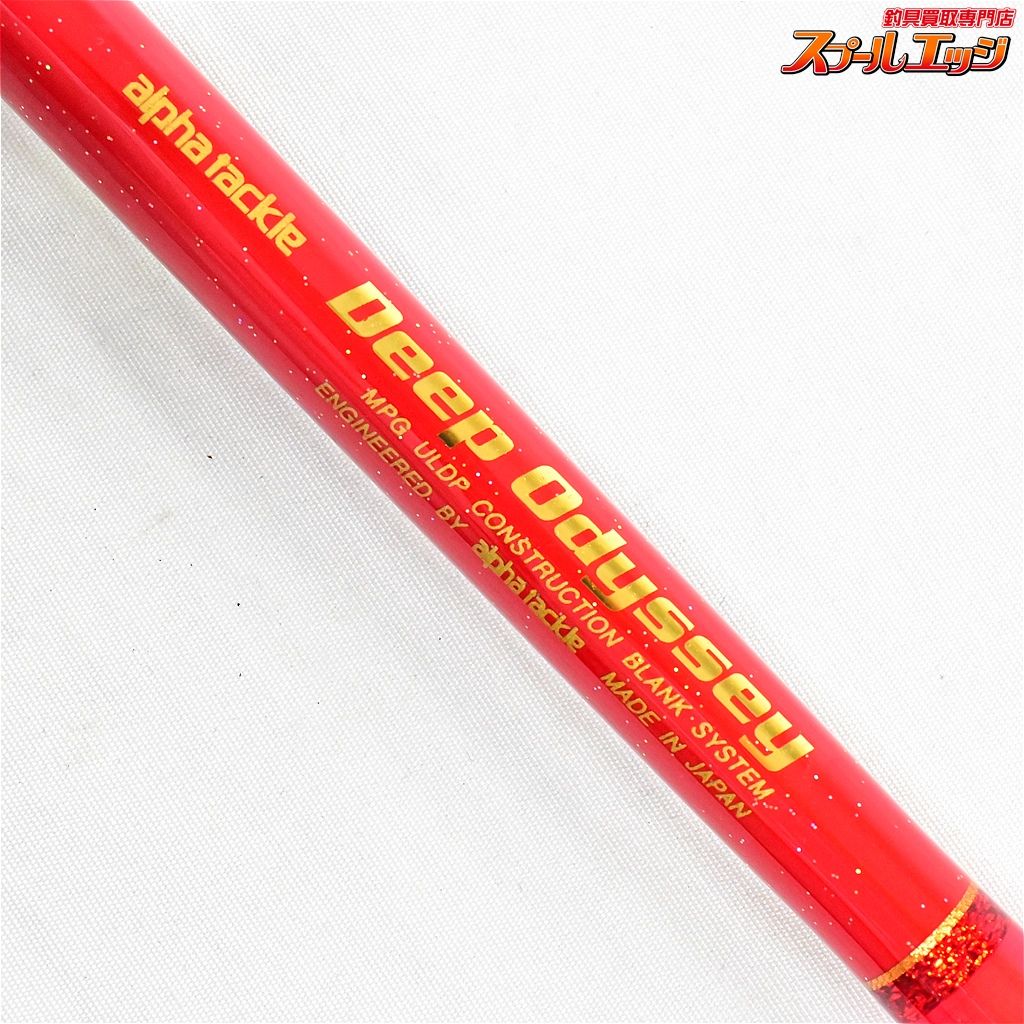 釣具買取専門店
スプールエッジ
alpha tackle
Deep Odyssey
MPG ULDP CONSTRUCTION BLANK SYSTEM
ENGINEERED BY alpha tackle MADE IN JAPAN